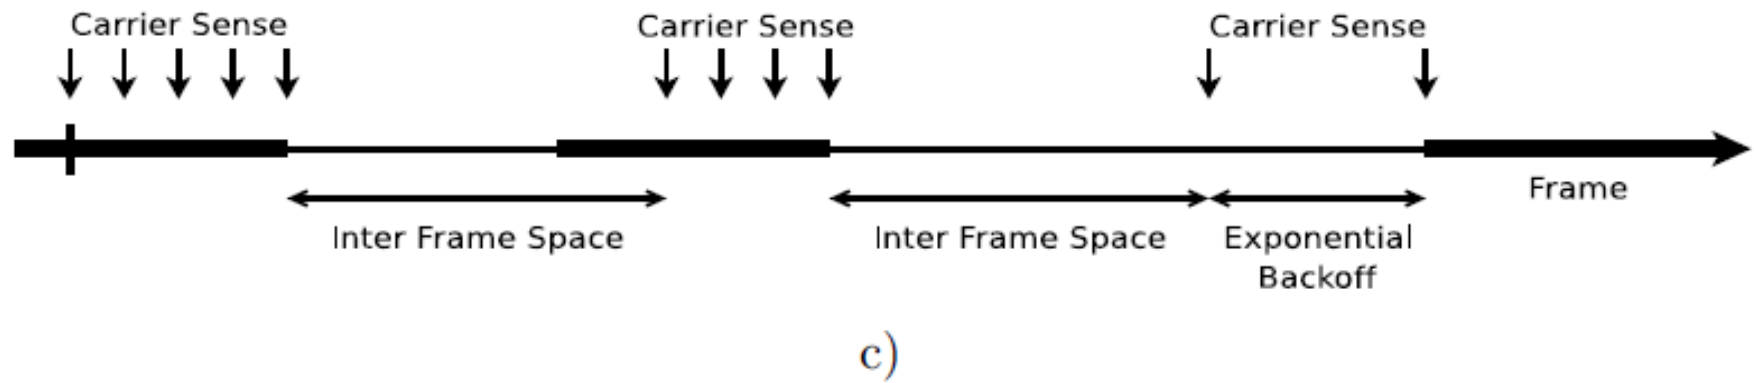 Carrier Sense
Carrier Sense
Carrier Sense
Frame
Inter Frame Space
Inter Frame Space
Exponential
Backoff
c)